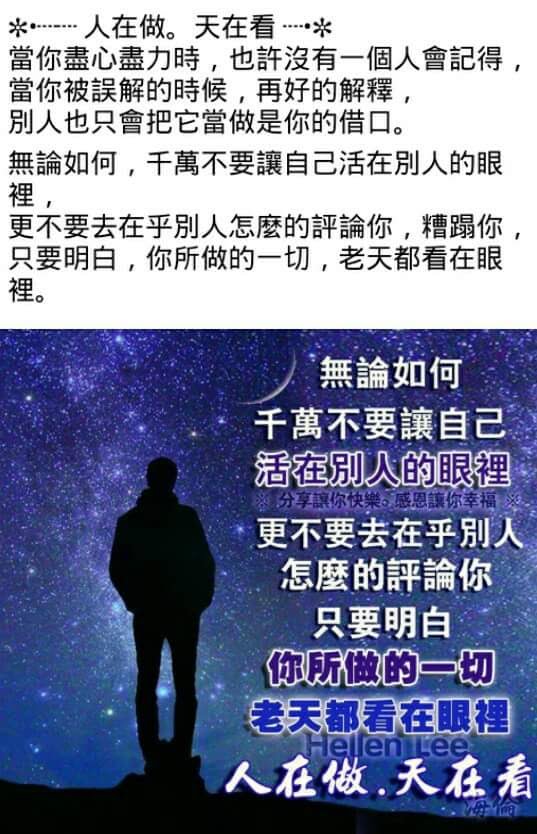 ✻•┈┈ 人在做。天在看 ┈•✻
當你盡心盡力時，也許沒有一個人會記得，
當你被誤解的時候，再好的解釋，
別人也只會把它當做是你的借口。
無論如何，千萬不要讓自己活在別人的眼
裡，
更不要去在乎別人怎麼的評論你，糟蹋你，
只要明白，你所做的一切，老天都看在眼
裡。
無論如何
千萬不要讓自己
活在別人的眼裡
※ 分享讓你快樂。感恩讓你幸福 ※
更不要去在乎別人
怎麼的評論你
只要明白
你所做的一切
老天都看在眼裡
Hellen Lee
人在做.天在看
海倫